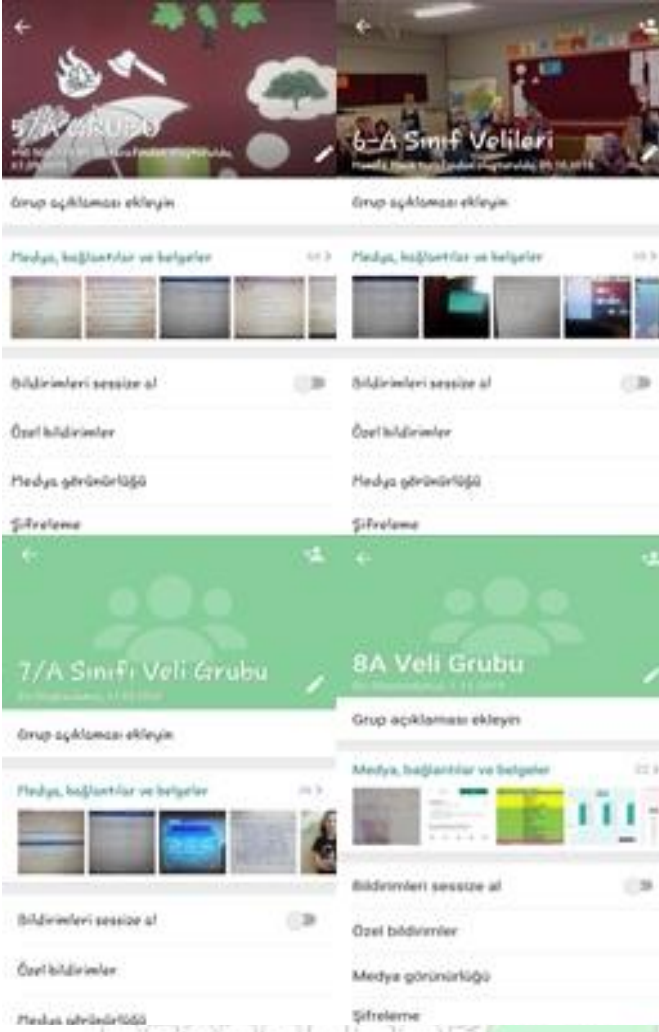 5/A GRUBU
Grup açıklaması ekleyin
Medya, bağlantılar ve belgeler
Bildirimleri sessize al
Özel bildirimler
Medya görünürlüğü
Şifreleme
6-A Sınıf Velileri
Grup açıklaması ekleyin
Medya, bağlantılar ve belgeler
Bildirimleri sessize al
Özel bildirimler
Medya görünürlüğü
Şifreleme
7/A Sınıfı Veli Grubu
Grup açıklaması ekleyin
Medya, bağlantılar ve belgeler
Bildirimleri sessize al
Özel bildirimler
Medya görünürlüğü
8A Veli Grubu
Grup açıklaması ekleyin
Medya, bağlantılar ve belgeler
Bildirimleri sessize al
Özel bildirimler
Medya görünürlüğü
Şifreleme